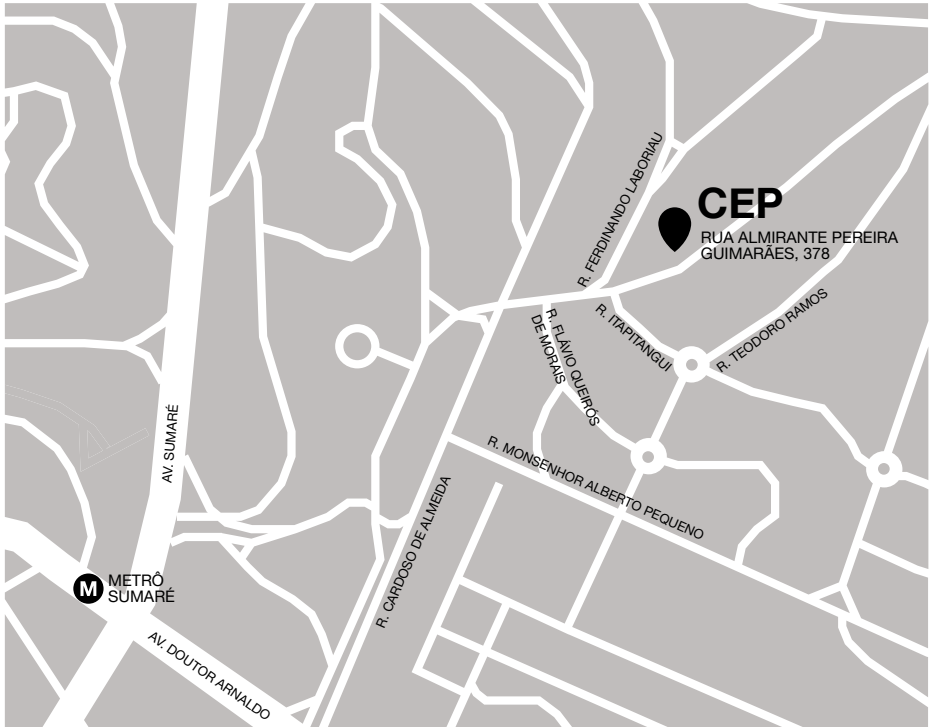 R. FERDINANDO LABORIAU
CEP
RUA ALMIRANTE PEREIRA
GUIMARÃES, 378
R. FLÁVIO QUEIRÓS
DE MORAIS
R. ITAPITANGUI
R. TEODORO RAMOS
AV. SUMARÉ
R. MONSENHOR ALBERTO PEQUENO
R. CARDOSO DE ALMEIDA
M
METRÔ
SUMARÉ
AV. DOUTOR ARNALDO